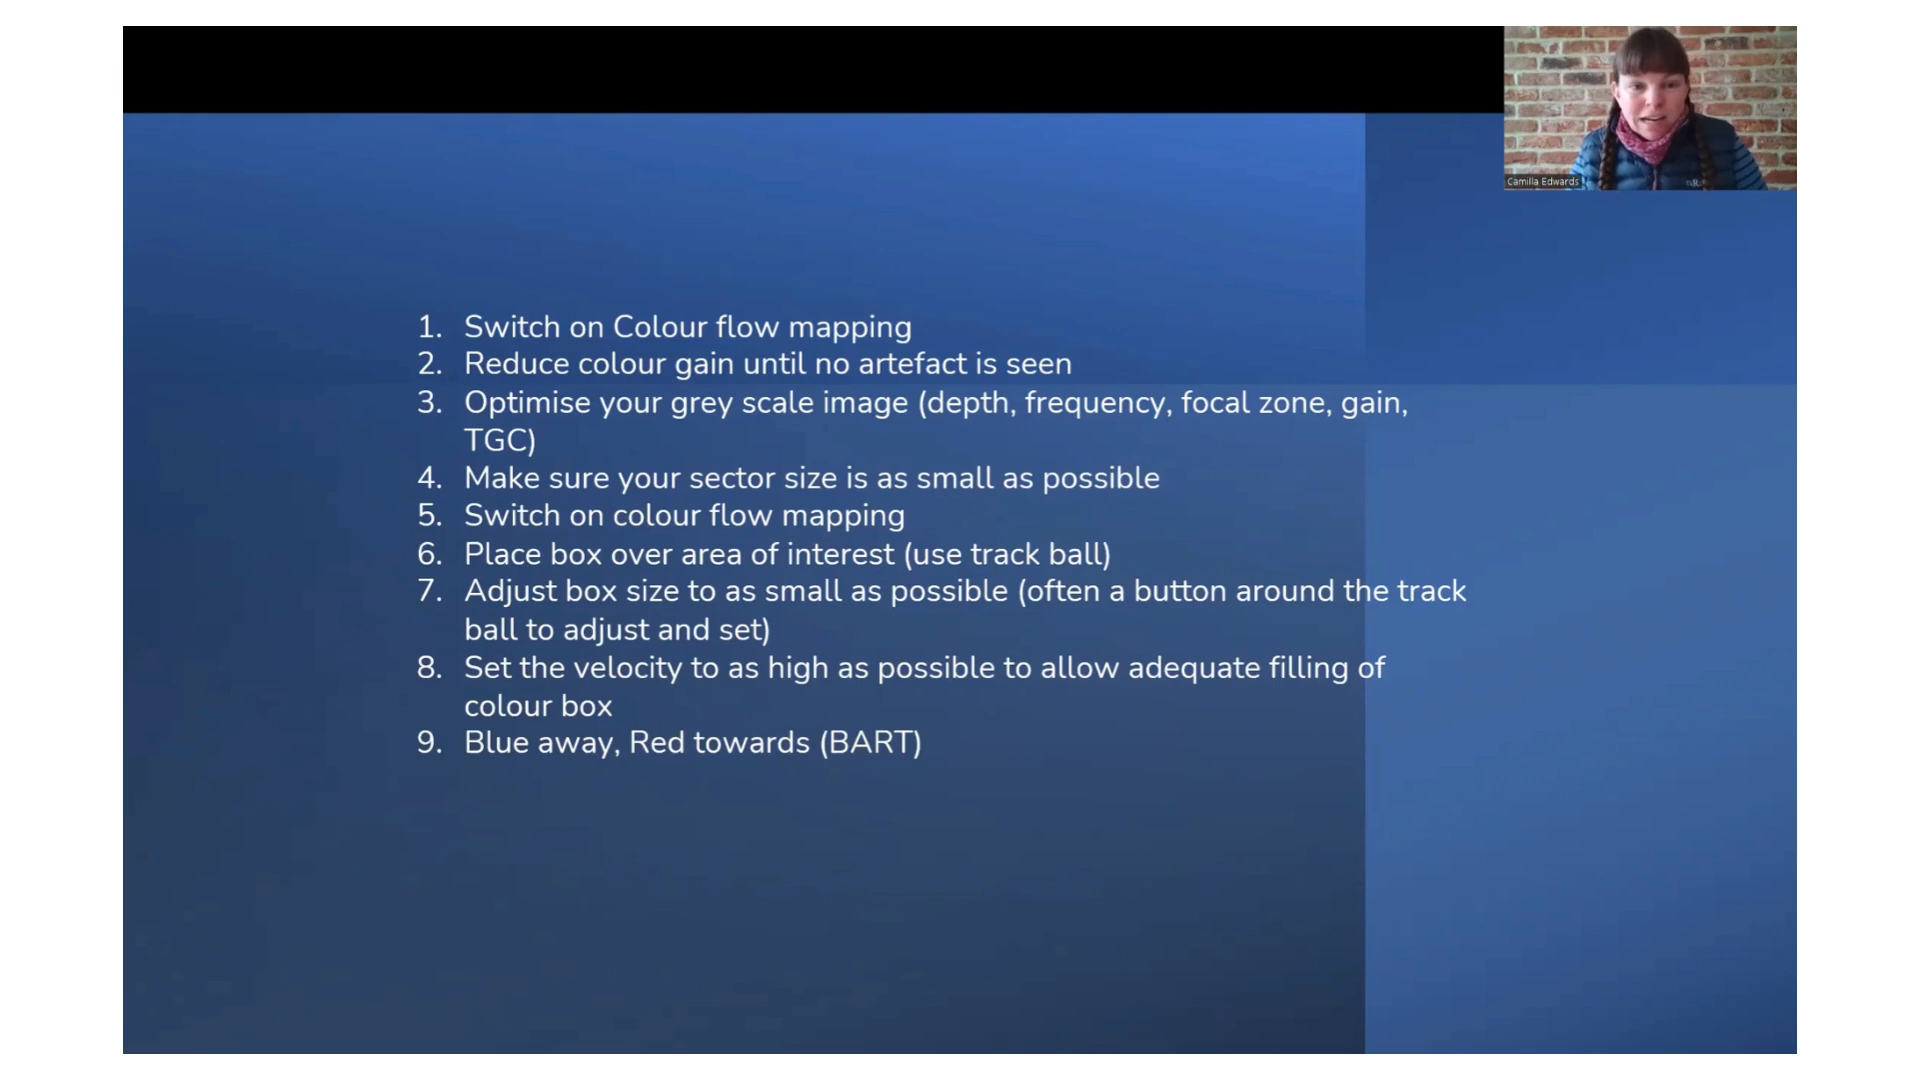 Camilla Edwards
1. Switch on Colour flow mapping
2. Reduce colour gain until no artefact is seen
3. Optimise your grey scale image (depth, frequency, focal zone, gain,
TGC)
4. Make sure your sector size is as small as possible
5. Switch on colour flow mapping
6. Place box over area of interest (use track ball)
7. Adjust box size to as small as possible (often a button around the track
ball to adjust and set)
8. Set the velocity to as high as possible to allow adequate filling of
colour box
9. Blue away, Red towards (BART)